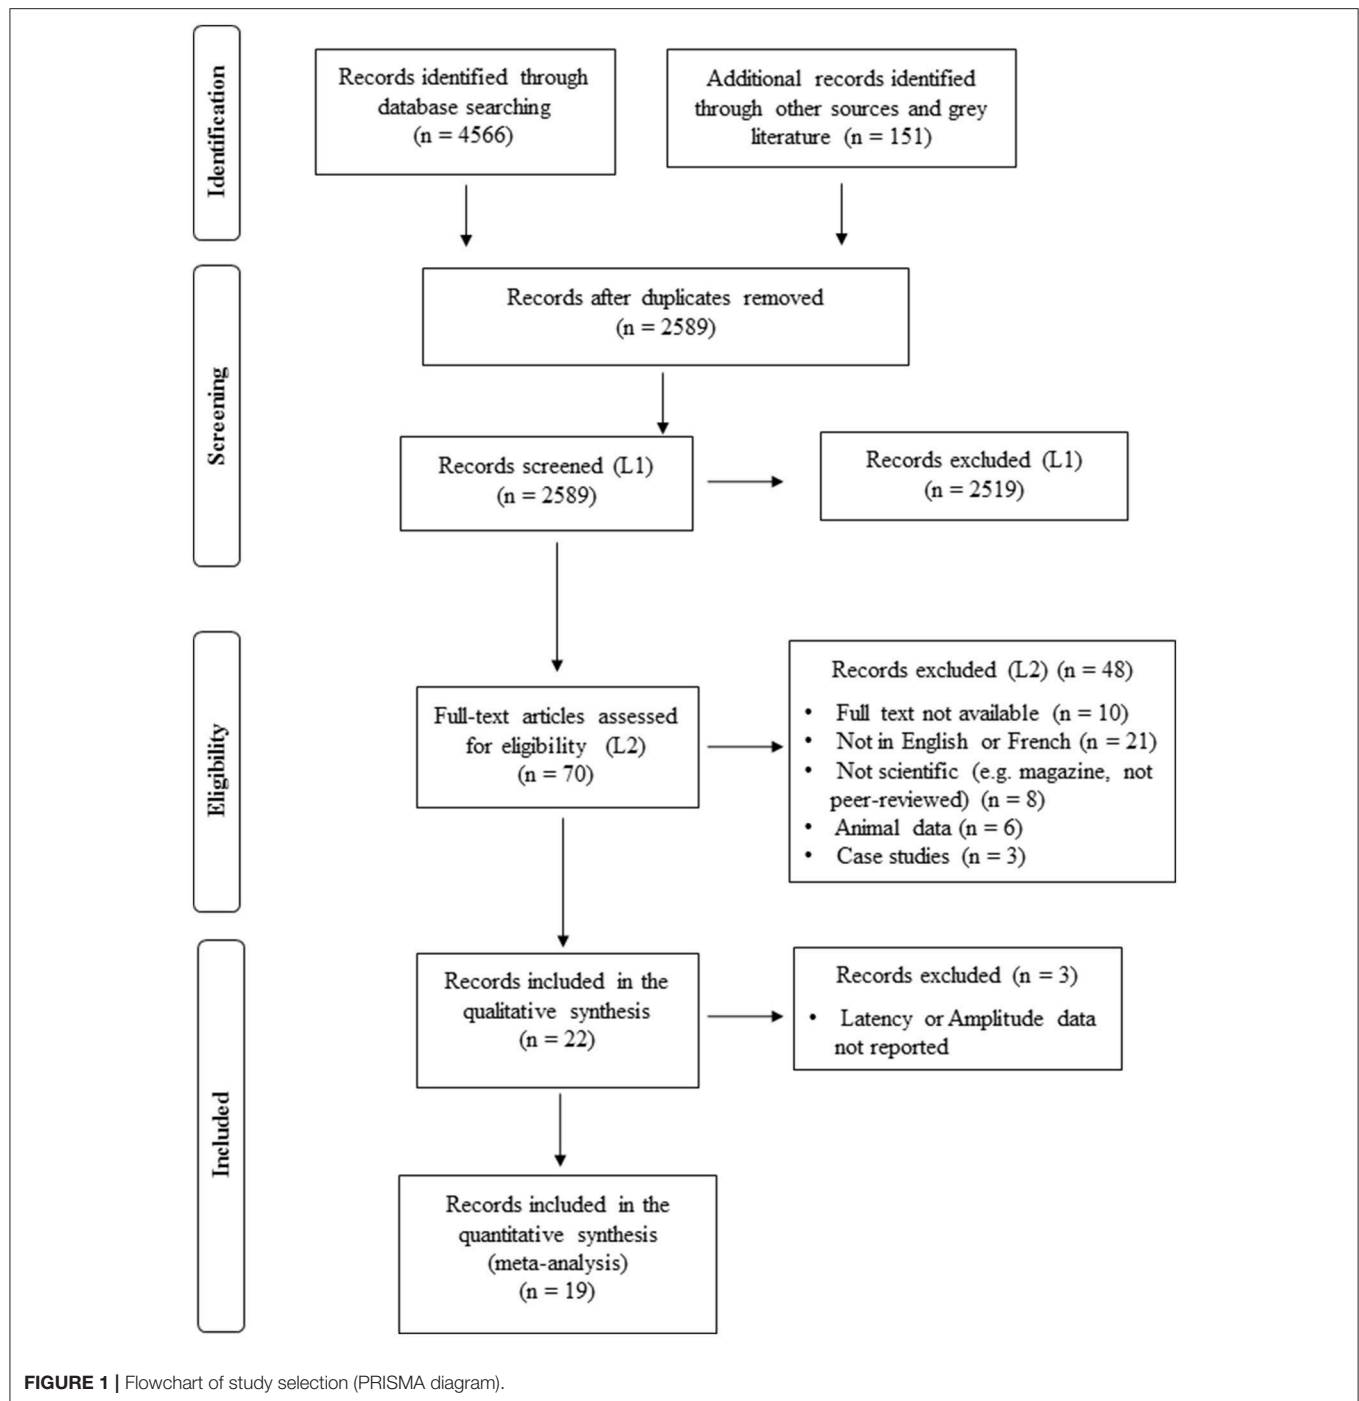 Identification
Records identified through
database searching
(n = 4566)
Additional records identified
through other sources and grey
literature (n = 151)
Screening
Records after duplicates removed
(n = 2589)
Records screened (L1)
(n = 2589)
Records excluded (L1)
(n = 2519)
Eligibility
Full-text articles assessed
for eligibility (L2)
(n = 70)
Records excluded (L2) (n = 48)
• Full text not available (n = 10)
• Not in English or French (n = 21)
• Not scientific (e.g. magazine, not
peer-reviewed) (n = 8)
• Animal data (n = 6)
• Case studies (n = 3)
Included
Records included in the
qualitative synthesis
(n = 22)
Records excluded (n = 3)
• Latency or Amplitude data
not reported
Records included in the
quantitative synthesis
(meta-analysis)
(n = 19)
FIGURE 1 | Flowchart of study selection (PRISMA diagram).